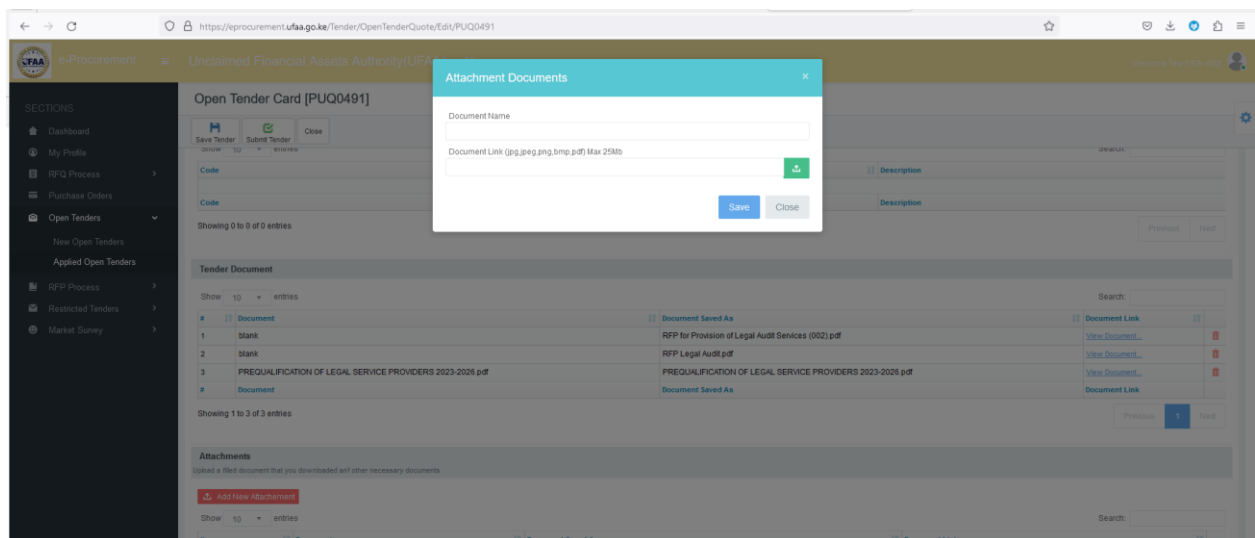 https://eprocurement.ufaa.go.ke/Tender/OpenTenderQuote/Edit/PUQ0491
UFAA
e-Procurement
Unclaimed Financial Assets Authority(UFA
Attachment Documents
×
SECTIONS
Dashboard
My Profile
RFQ Process
Purchase Orders
Open Tenders
New Open Tenders
Applied Open Tenders
RFP Process
Restricted Tenders
Market Survey
Open Tender Card [PUQ0491]
Save Tender Submit Tender Close
Document Name
Document Link (jpg,jpeg,png,bmp,pdf) Max 25Mb
Save Close
Show 10 entries Search:
Code Description
Code Description
Showing 0 to 0 of 0 entries Previous Next
Tender Document
Show 10 entries Search:
# Document Document Saved As Document Link
1 blank RFP for Provision of Legal Audit Services (002).pdf View Document...
2 blank RFP Legal Audit.pdf View Document...
3 PREQUALIFICATION OF LEGAL SERVICE PROVIDERS 2023-2026.pdf PREQUALIFICATION OF LEGAL SERVICE PROVIDERS 2023-2026.pdf View Document...
# Document Document Saved As Document Link
Showing 1 to 3 of 3 entries Previous 1 Next
Attachments
Upload a filled document that you downloaded anf other necessary documents
Add New Attachement
Show 10 entries Search: